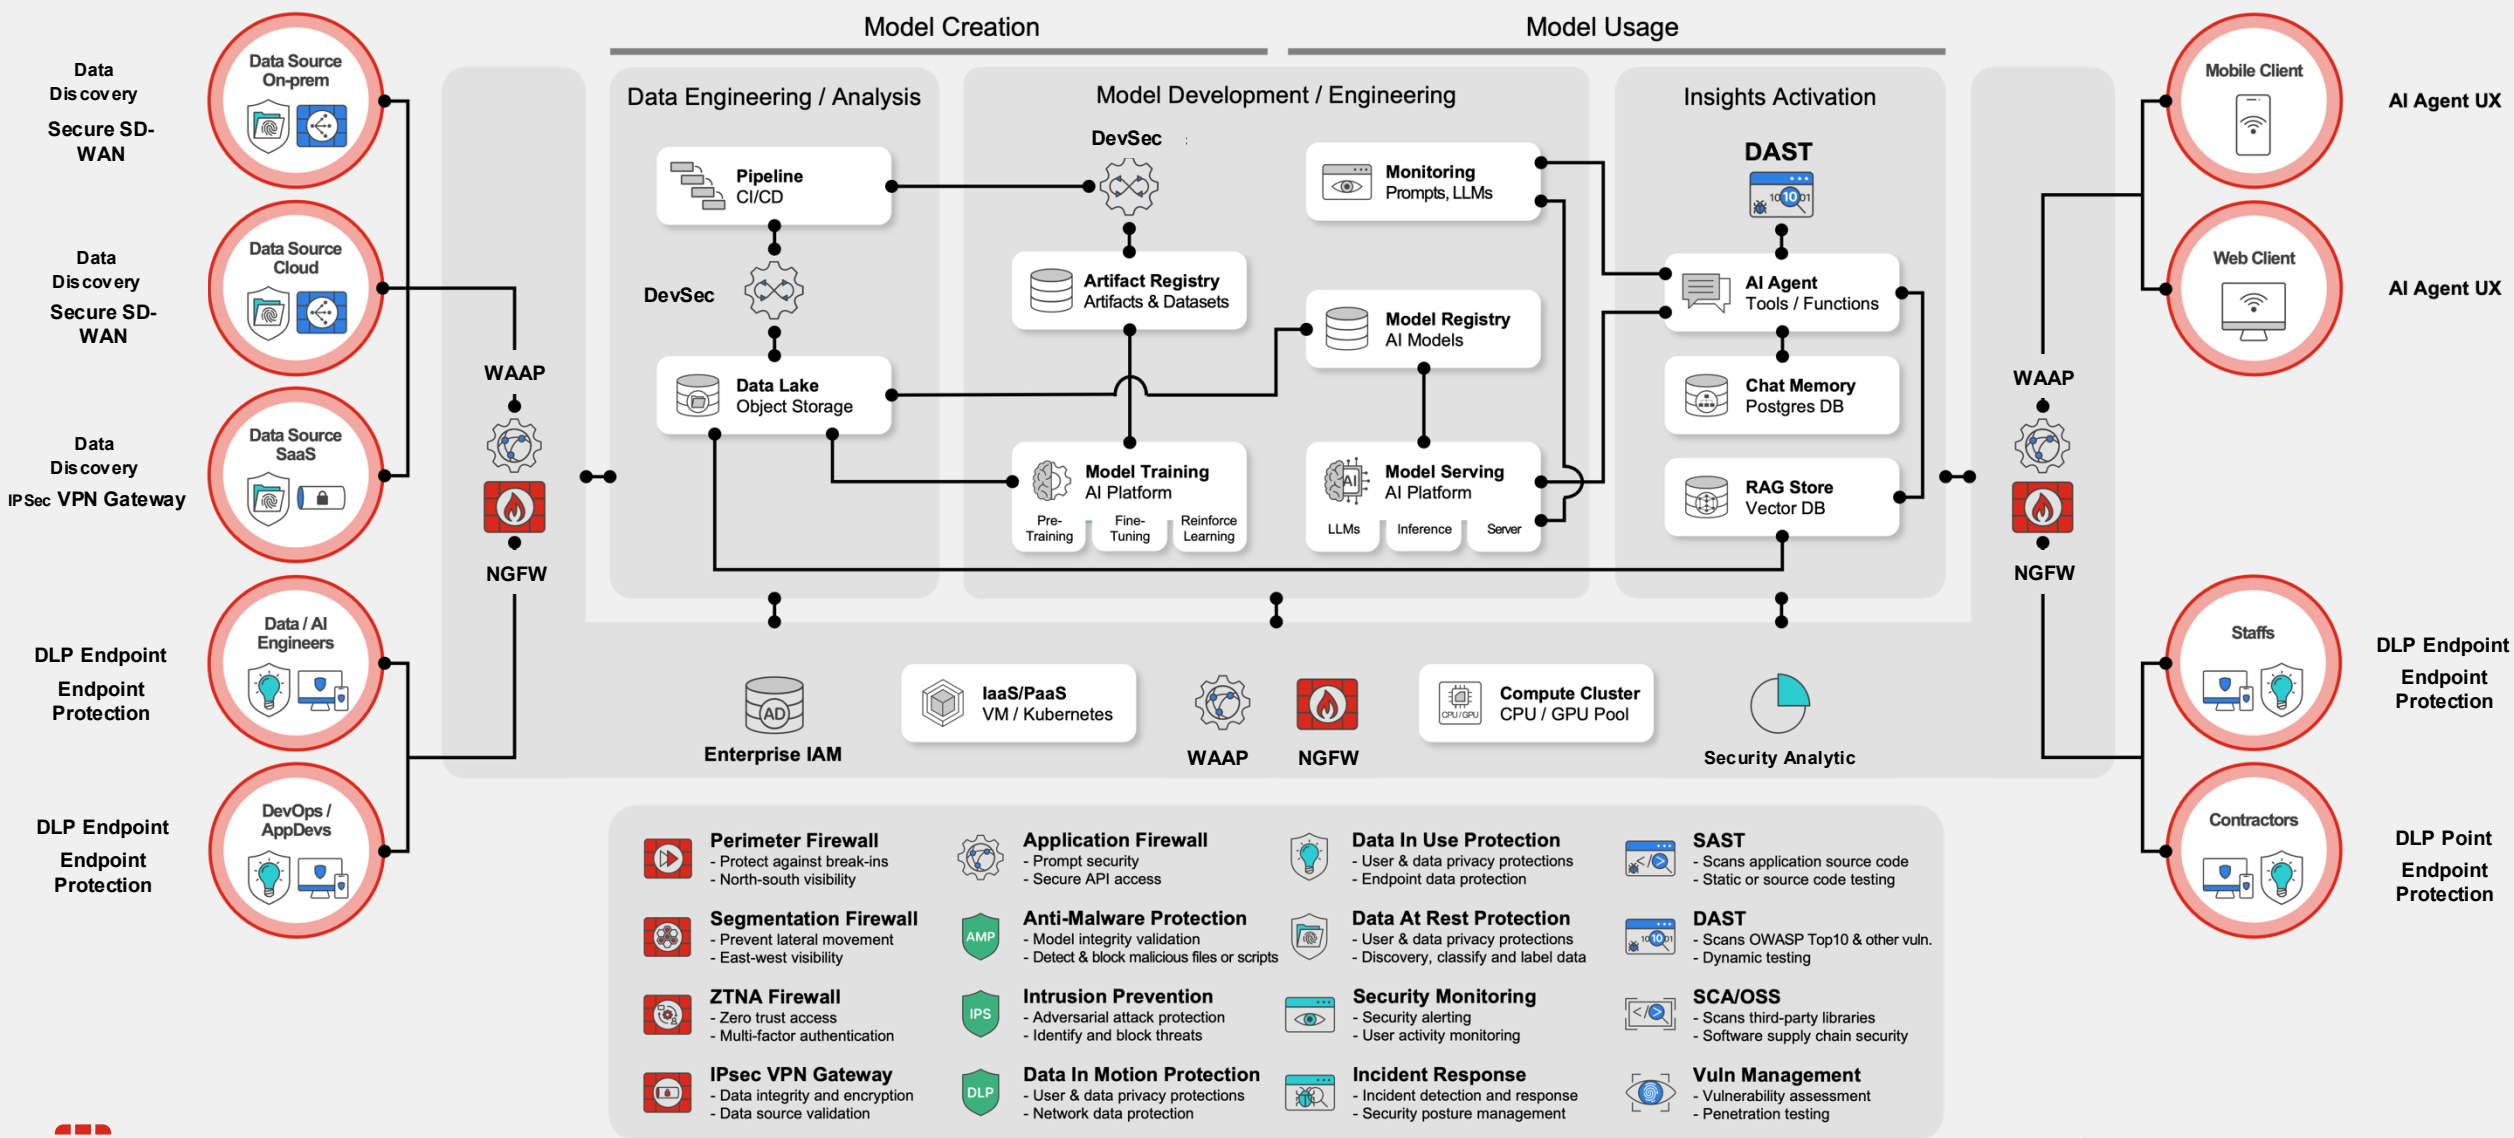 Model Creation
Model Usage
Data
Discovery
Secure SD-
WAN
Data Source
On-prem
Data
Discovery
Secure SD-
WAN
Data Source
Cloud
Data
Discovery
IPSec VPN Gateway
Data Source
SaaS
DLP Endpoint
Endpoint
Protection
Data / AI
Engineers
DLP Endpoint
Endpoint
Protection
DevOps /
AppDevs
WAAP
NGFW
Data Engineering / Analysis
Pipeline
CI/CD
DevSec
Data Lake
Object Storage
Model Development / Engineering
DevSec :
Artifact Registry
Artifacts & Datasets
Model Training
AI Platform
Pre-
Training
Fine-
Tuning
Reinforce
Learning
Monitoring
Prompts, LLMs
Model Registry
AI Models
Model Serving
AI
AI Platform
LLMs
Inference
Server
Insights Activation
DAST
10 10 01
AI Agent
Tools / Functions
Chat Memory
Postgres DB
RAG Store
Vector DB
WAAP
NGFW
Mobile Client
AI Agent UX
Web Client
AI Agent UX
Staffs
DLP Endpoint
Endpoint
Protection
Contractors
DLP Point
Endpoint
Protection
AD
Enterprise IAM
IaaS/PaaS
VM / Kubernetes
WAAP
NGFW
CPU / GPU
Compute Cluster
CPU / GPU Pool
Security Analytic
Perimeter Firewall
- Protect against break-ins
- North-south visibility
Segmentation Firewall
- Prevent lateral movement
- East-west visibility
ZTNA Firewall
- Zero trust access
- Multi-factor authentication
IPsec VPN Gateway
- Data integrity and encryption
- Data source validation
Application Firewall
- Prompt security
- Secure API access
AMP
Anti-Malware Protection
- Model integrity validation
- Detect & block malicious files or scripts
IPS
Intrusion Prevention
- Adversarial attack protection
- Identify and block threats
DLP
Data In Motion Protection
- User & data privacy protections
- Network data protection
Data In Use Protection
- User & data privacy protections
- Endpoint data protection
Data At Rest Protection
- User & data privacy protections
- Discovery, classify and label data
Security Monitoring
- Security alerting
- User activity monitoring
Incident Response
- Incident detection and response
- Security posture management
</>
SAST
- Scans application source code
- Static or source code testing
10 10 01
DAST
- Scans OWASP Top10 & other vuln.
- Dynamic testing
</>
SCA/OSS
- Scans third-party libraries
- Software supply chain security
Vuln Management
- Vulnerability assessment
- Penetration testing